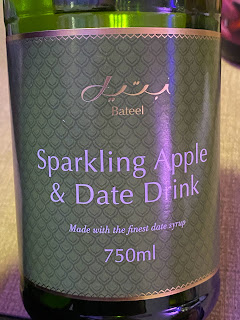 بتيل
Bateel
Sparkling Apple
& Date Drink
Made with the finest date syrup
750ml